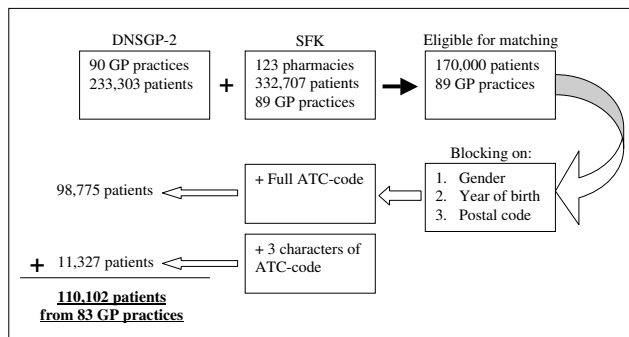 DNSGP-2
SFK
Eligible for matching
90 GP practices
233,303 patients
+
123 pharmacies
332,707 patients
89 GP practices
170,000 patients
89 GP practices
Blocking on:
1. Gender
2. Year of birth
3. Postal code
+ Full ATC-code
98,775 patients
+ 3 characters of
ATC-code
+ 11,327 patients
110,102 patients
from 83 GP practices